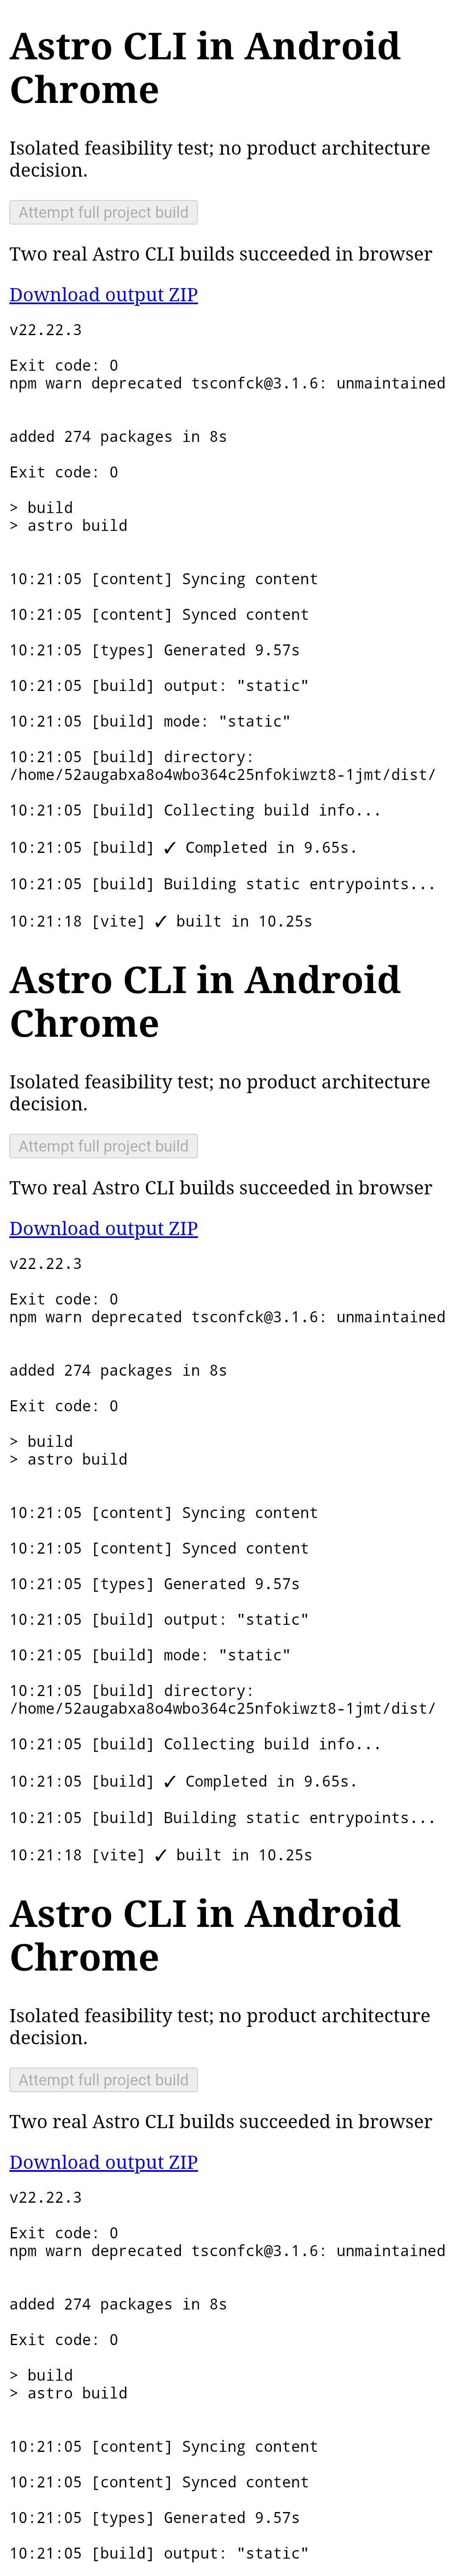 Astro CLI in Android
Chrome
Isolated feasibility test; no product architecture
decision.
Attempt full project build
Two real Astro CLI builds succeeded in browser
Download output ZIP
v22.22.3
Exit code: 0
npm warn deprecated tsconfck@3.1.6: unmaintained
added 274 packages in 8s
Exit code: 0
> build
> astro build
10:21:05 [content] Syncing content
10:21:05 [content] Synced content
10:21:05 [types] Generated 9.57s
10:21:05 [build] output: "static"
10:21:05 [build] mode: "static"
10:21:05 [build] directory:
/home/52augabxa8o4wbo364c25nfokiwzt8-1jmt/dist/
10:21:05 [build] Collecting build info...
10:21:05 [build] ✓ Completed in 9.65s.
10:21:05 [build] Building static entrypoints...
10:21:18 [vite] ✓ built in 10.25s
Astro CLI in Android
Chrome
Isolated feasibility test; no product architecture
decision.
Attempt full project build
Two real Astro CLI builds succeeded in browser
Download output ZIP
v22.22.3
Exit code: 0
npm warn deprecated tsconfck@3.1.6: unmaintained
added 274 packages in 8s
Exit code: 0
> build
> astro build
10:21:05 [content] Syncing content
10:21:05 [content] Synced content
10:21:05 [types] Generated 9.57s
10:21:05 [build] output: "static"
10:21:05 [build] mode: "static"
10:21:05 [build] directory:
/home/52augabxa8o4wbo364c25nfokiwzt8-1jmt/dist/
10:21:05 [build] Collecting build info...
10:21:05 [build] ✓ Completed in 9.65s.
10:21:05 [build] Building static entrypoints...
10:21:18 [vite] ✓ built in 10.25s
Astro CLI in Android
Chrome
Isolated feasibility test; no product architecture
decision.
Attempt full project build
Two real Astro CLI builds succeeded in browser
Download output ZIP
v22.22.3
Exit code: 0
npm warn deprecated tsconfck@3.1.6: unmaintained
added 274 packages in 8s
Exit code: 0
> build
> astro build
10:21:05 [content] Syncing content
10:21:05 [content] Synced content
10:21:05 [types] Generated 9.57s
10:21:05 [build] output: "static"